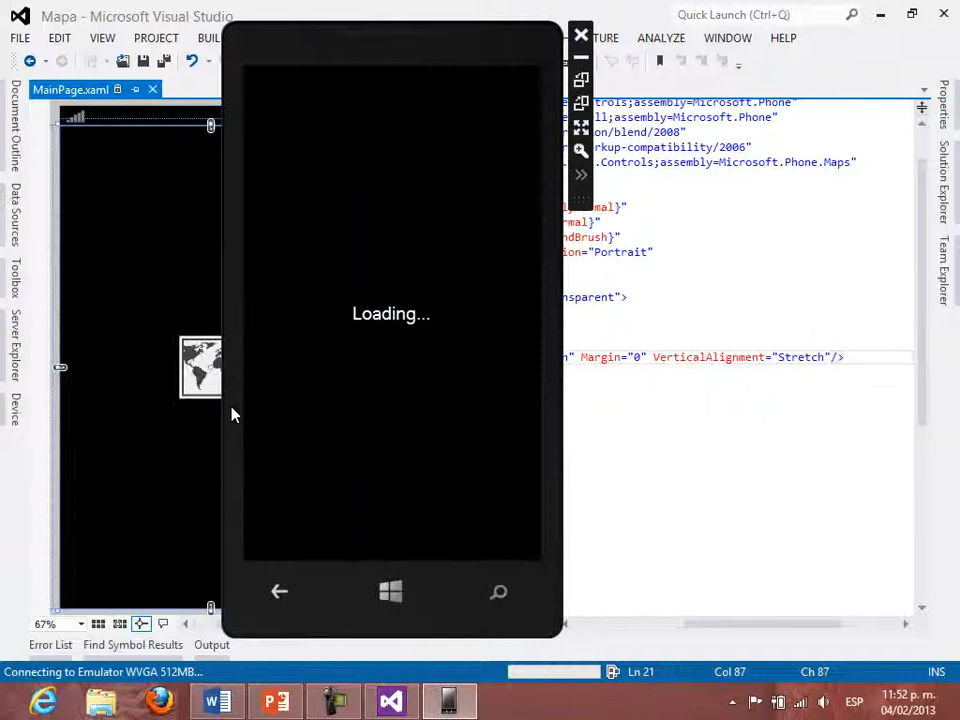 Mapa - Microsoft Visual Studio
Quick Launch (Ctrl+Q)
FILE EDIT VIEW PROJECT BUIL TURE ANALYZE WINDOW HELP
MainPage.xaml
Document Outline
Data Sources
Toolbox
Server Explorer
Device
Loading...
ntrols;assembly=Microsoft.Phone"
ll;assembly=Microsoft.Phone"
on/blend/2008"
rkup-compatibility/2006"
.Controls;assembly=Microsoft.Phone.Maps"
mal}"
rmal}"
ndBrush}"
ion="Portrait"
nsparent">
n" Margin="0" VerticalAlignment="Stretch"/>
Properties
Solution Explorer
Team Explorer
67%
Error List Find Symbol Results Output
Connecting to Emulator WVGA 512MB... Ln 21 Col 87 Ch 87 INS
ESP
11:52 p. m.
04/02/2013